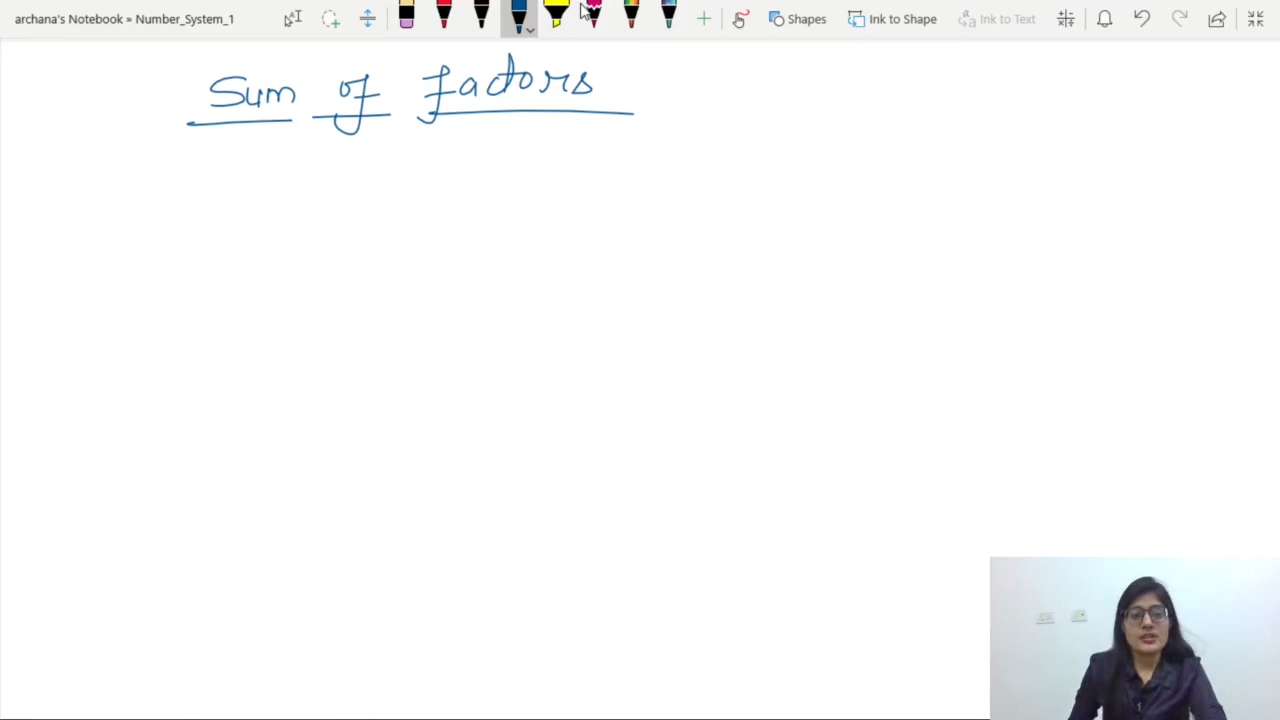 archana's Notebook » Number_System_1 Shapes Ink to Shape Ink to Text
Sum of factors